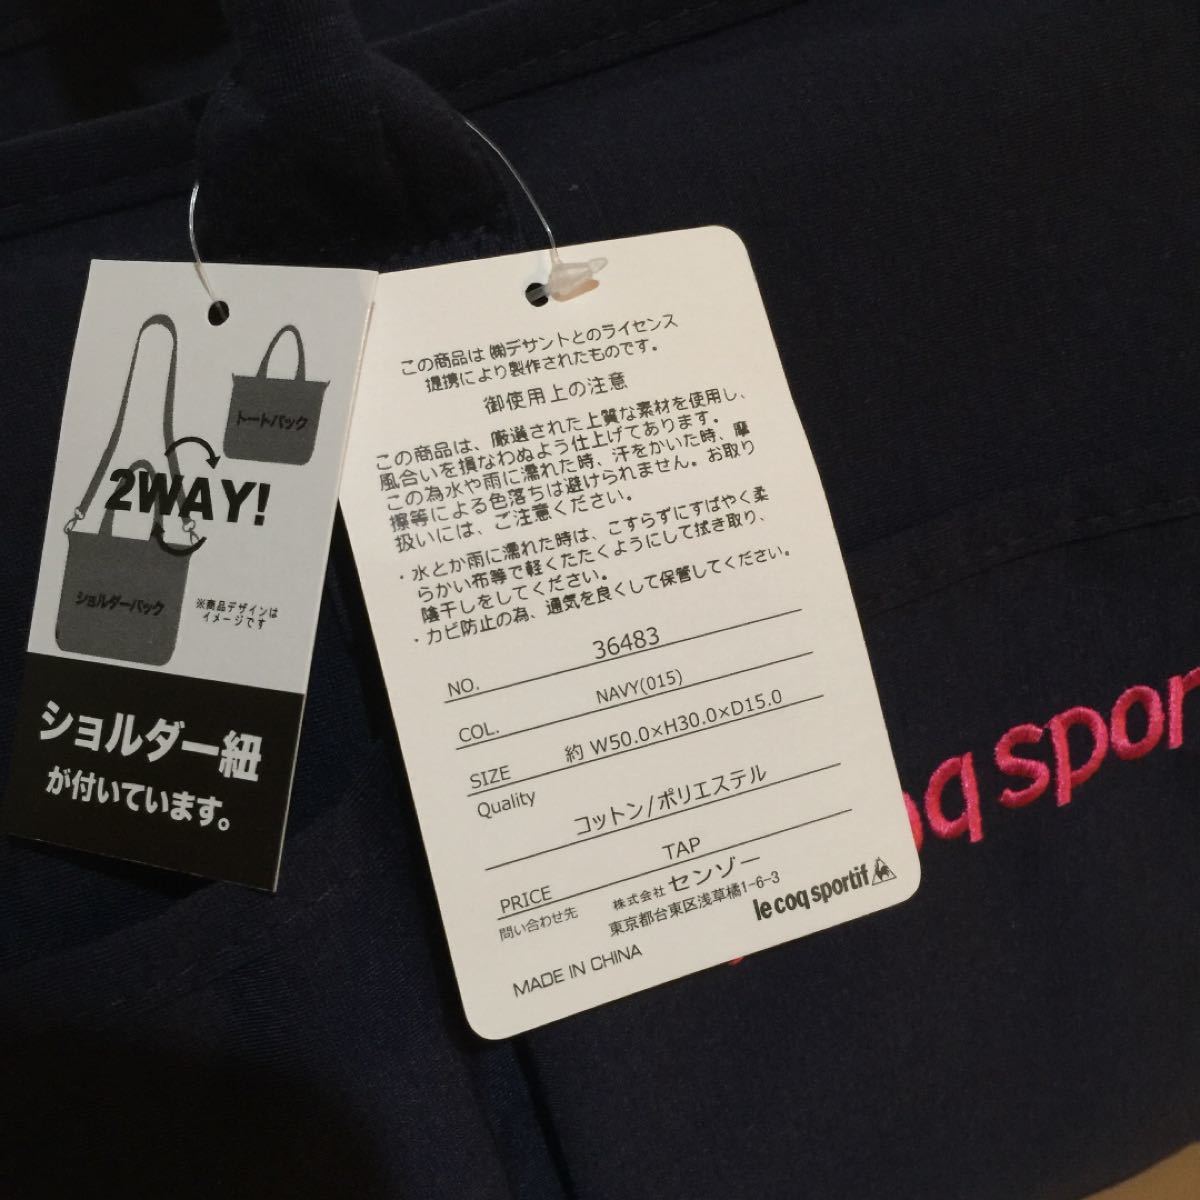 トートバック
2WAY!
ショルダーバック
※商品デザインは
イメージです
ショルダー紐
が付いています。
この商品は ㈱デサントとのライセンス
提携により製作されたものです。
御使用上の注意
この商品は、厳選された上質な素材を使用し、
風合いを損なわぬよう仕上げてあります。
この為水や雨に濡れた時、汗をかいた時、摩
擦等による色落ちは避けられません。お取り
扱いには、ご注意ください。
・水とか雨に濡れた時は、こすらずにすばやく柔
らかい布等で軽くたたくようにして拭き取り、
陰干しをしてください。
・カビ防止の為、通気を良くして保管してください。
NO. 36483
COL. NAVY(015)
SIZE 約 W50.0×H30.0×D15.0
Quality
コットン/ポリエステル
PRICE TAP
問い合わせ先 株式会社 センゾー
東京都台東区浅草橋1-6-3
le coq sportif
MADE IN CHINA
oq spor